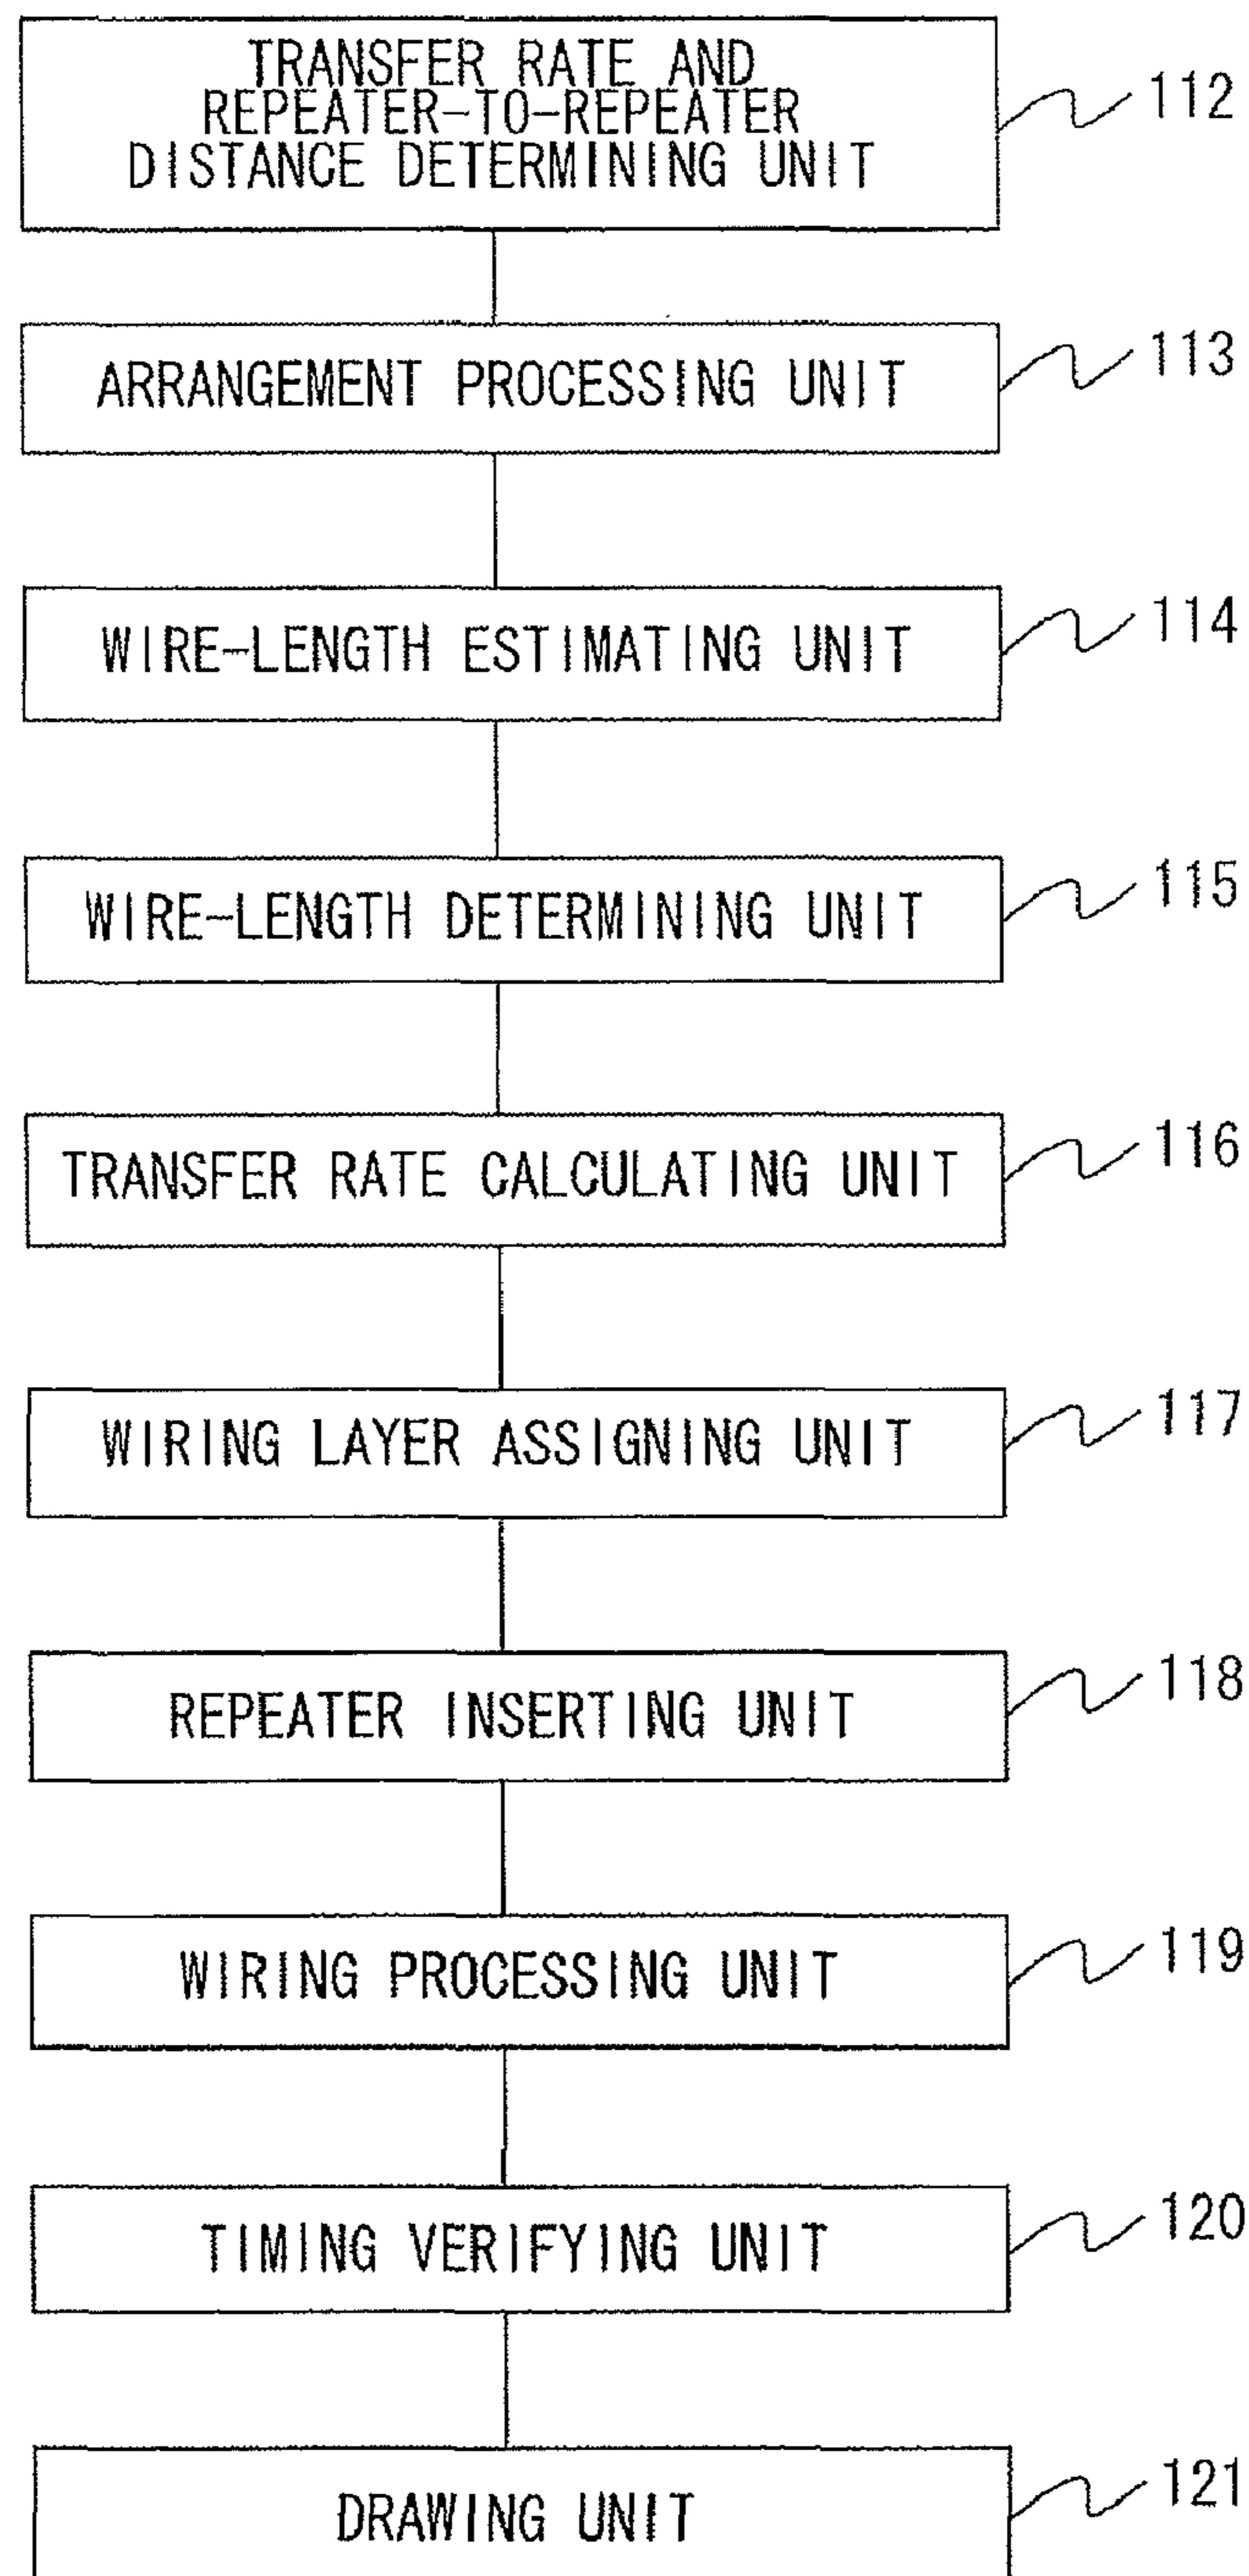 TRANSFER RATE AND
REPEATER-TO-REPEATER
DISTANCE DETERMINING UNIT
112
ARRANGEMENT PROCESSING UNIT
113
WIRE-LENGTH ESTIMATING UNIT
114
WIRE-LENGTH DETERMINING UNIT
115
TRANSFER RATE CALCULATING UNIT
116
WIRING LAYER ASSIGNING UNIT
117
REPEATER INSERTING UNIT
118
WIRING PROCESSING UNIT
119
TIMING VERIFYING UNIT
120
DRAWING UNIT
121